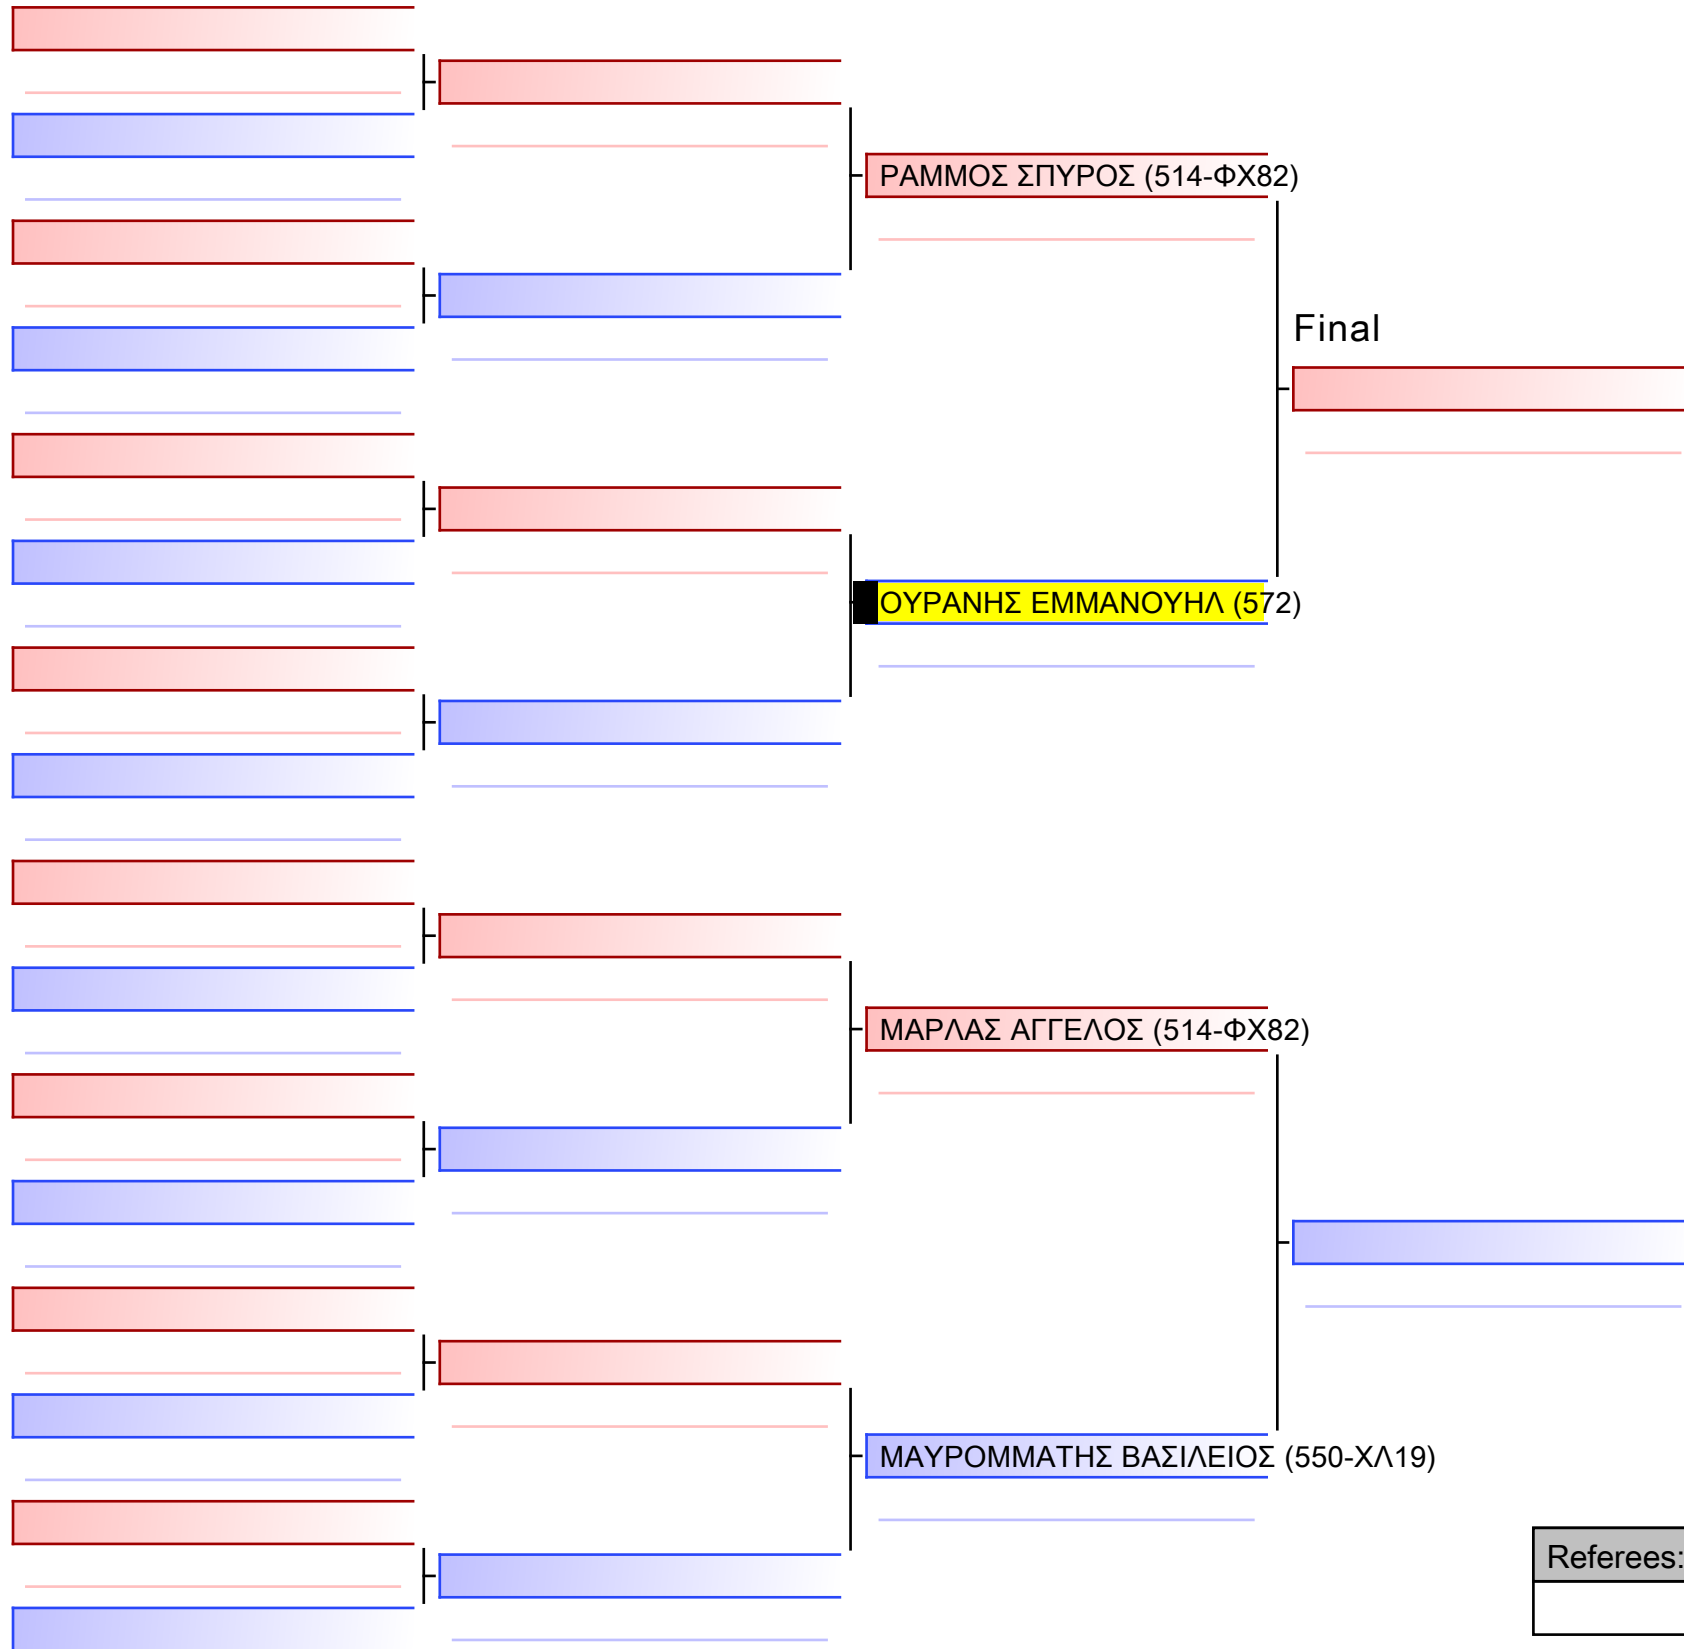 ΡΑΜΜΟΣ ΣΠΥΡΟΣ (514-ΦΧ82)
Final
ΟΥΡΑΝΗΣ ΕΜΜΑΝΟΥΗΛ (572)
ΜΑΡΛΑΣ ΑΓΓΕΛΟΣ (514-ΦΧ82)
ΜΑΥΡΟΜΜΑΤΗΣ ΒΑΣΙΛΕΙΟΣ (550-ΧΛ19)
Referees: